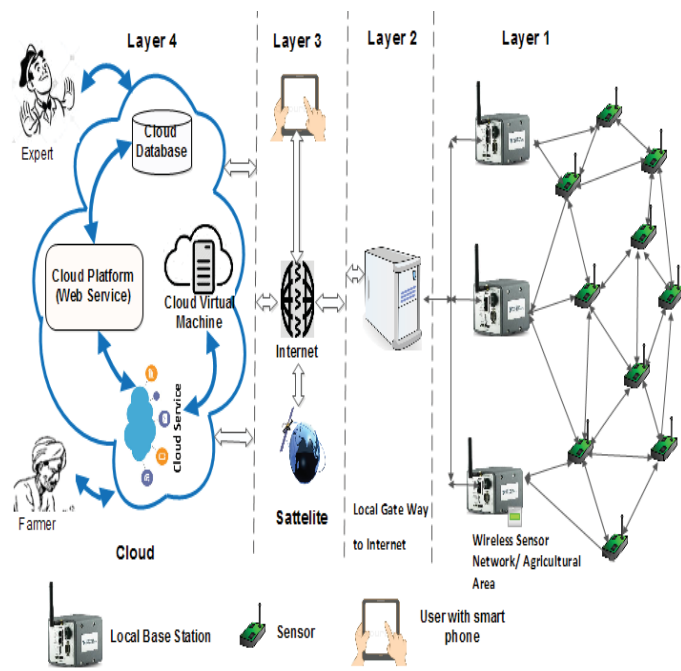 Layer 4
Layer 3
Layer 2
Layer 1
Expert
Cloud
Database
Cloud Platform
(Web Service)
Cloud Virtual
Machine
Internet
Cloud Service
Farmer
Sattelite
Cloud
Local Gate Way
to Internet
Wireless Sensor
Network/ Agricultural
Area
Local Base Station
Sensor
User with smart
phone